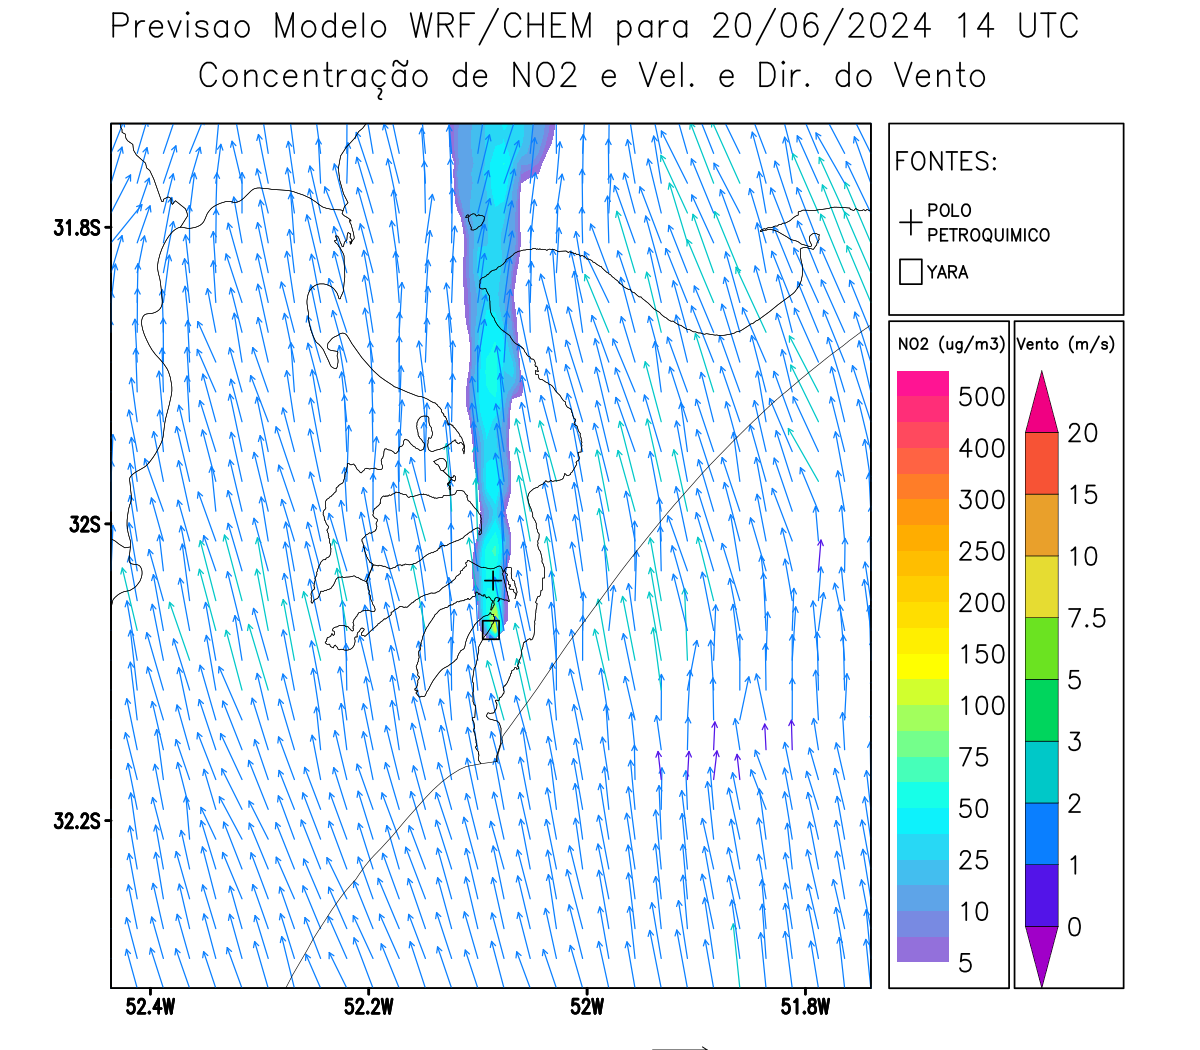 Previsao Modelo WRF/CHEM para 20/06/2024 14 UTC
Concentração de NO2 e Vel. e Dir. do Vento
FONTES:
POLO
PETROQUIMICO
YARA
NO2 (ug/m3)
500
400
300
250
200
150
100
75
50
25
10
5
Vento (m/s)
20
15
10
7.5
5
3
2
1
0
31.8S
32S
32.2S
52.4W
52.2W
52W
51.8W